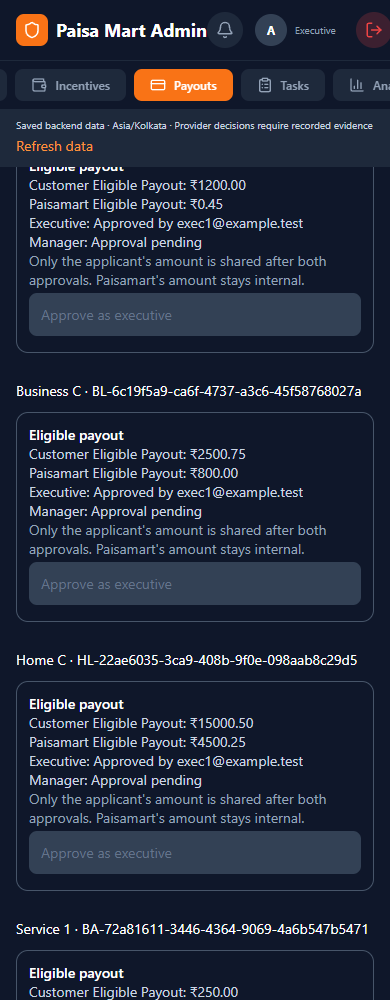 Paisa Mart Admin
A
Executive
Incentives
Payouts
Tasks
Saved backend data · Asia/Kolkata · Provider decisions require recorded evidence
Refresh data
Eligible payout
Customer Eligible Payout: ₹1200.00
Paisamart Eligible Payout: ₹0.45
Executive: Approved by exec1@example.test
Manager: Approval pending
Only the applicant's amount is shared after both
approvals. Paisamart's amount stays internal.
Approve as executive
Business C · BL-6c19f5a9-ca6f-4737-a3c6-45f58768027a
Eligible payout
Customer Eligible Payout: ₹2500.75
Paisamart Eligible Payout: ₹800.00
Executive: Approved by exec1@example.test
Manager: Approval pending
Only the applicant's amount is shared after both
approvals. Paisamart's amount stays internal.
Approve as executive
Home C · HL-22ae6035-3ca9-408b-9f0e-098aab8c29d5
Eligible payout
Customer Eligible Payout: ₹15000.50
Paisamart Eligible Payout: ₹4500.25
Executive: Approved by exec1@example.test
Manager: Approval pending
Only the applicant's amount is shared after both
approvals. Paisamart's amount stays internal.
Approve as executive
Service 1 · BA-72a81611-3446-4364-9069-4a6b547b5471
Eligible payout
Customer Eligible Payout: ₹250.00